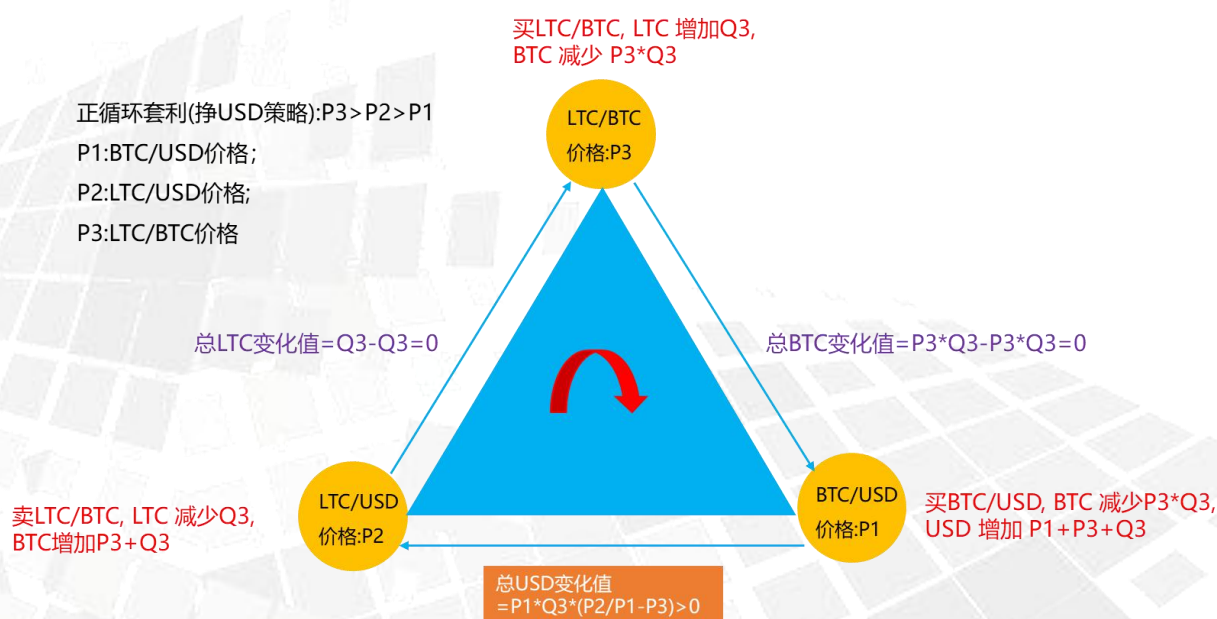 买LTC/BTC, LTC 增加Q3,
BTC 减少 P3*Q3
正循环套利(挣USD策略):P3>P2>P1
P1:BTC/USD价格；
P2:LTC/USD价格;
P3:LTC/BTC价格
LTC/BTC
价格:P3
总LTC变化值=Q3-Q3=0
总BTC变化值=P3*Q3-P3*Q3=0
卖LTC/BTC, LTC 减少Q3,
BTC增加P3+Q3
LTC/USD
价格:P2
BTC/USD
价格:P1
买BTC/USD, BTC 减少P3*Q3,
USD 增加 P1+P3+Q3
总USD变化值
=P1*Q3*(P2/P1-P3)>0